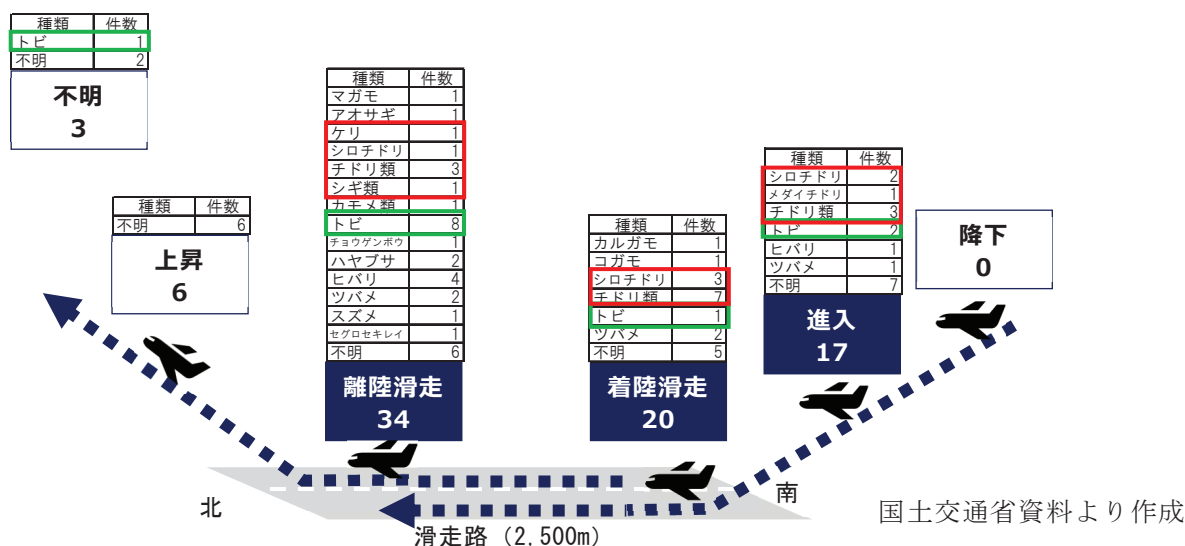 種類 件数
トビ 1
不明 2
不明
3
種類 件数
不明 6
上昇
6
種類 件数
マガモ 1
アオサギ 1
ケリ 1
シロチドリ 1
チドリ類 3
シギ類 1
カモメ類 1
トビ 8
チョウゲンボウ 1
ハヤブサ 2
ヒバリ 4
ツバメ 2
スズメ 1
セグロセキレイ 1
不明 6
離陸滑走
34
種類 件数
カルガモ 1
コガモ 1
シロチドリ 3
チドリ類 7
トビ 1
ツバメ 2
不明 5
着陸滑走
20
種類 件数
シロチドリ 2
メダイチドリ 1
チドリ類 3
トビ 2
ヒバリ 1
ツバメ 1
不明 7
進入
17
降下
0
北
南
滑走路（2,500m）
国土交通省資料より作成